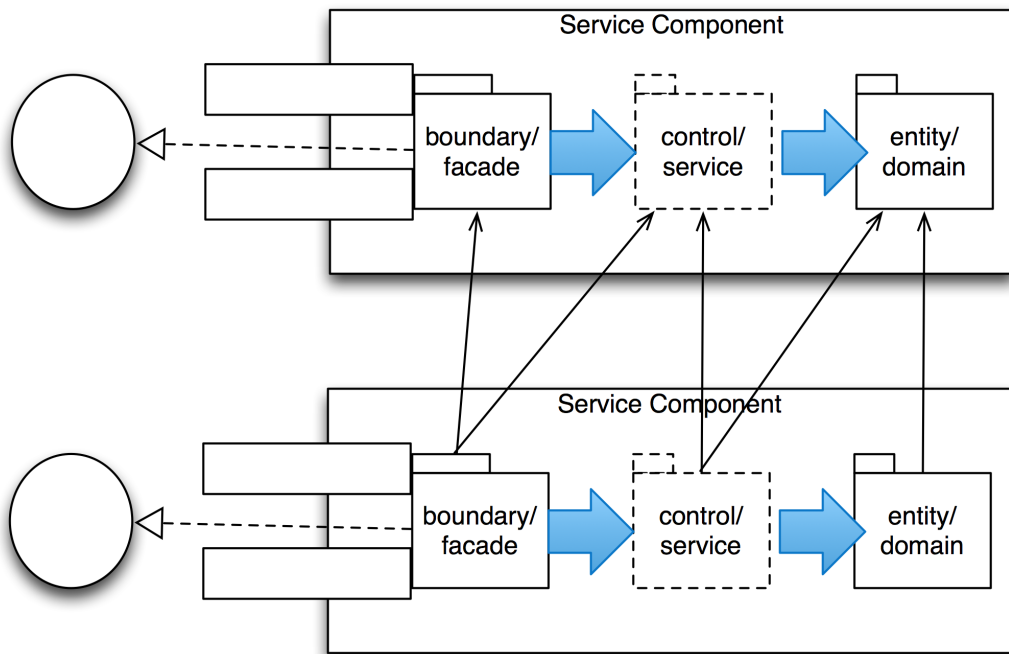 Service Component
boundary/
facade
control/
service
entity/
domain
Service Component
boundary/
facade
control/
service
entity/
domain